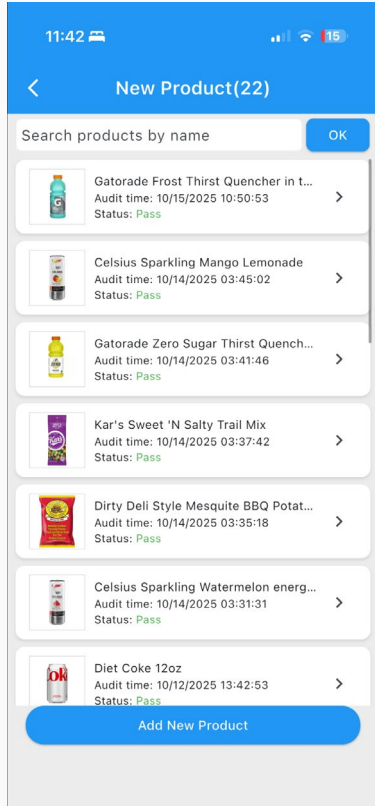 11:42
15
New Product(22)
Search products by name
OK
Gatorade Frost Thirst Quencher in t...
Audit time: 10/15/2025 10:50:53
Status: Pass
Celsius Sparkling Mango Lemonade
Audit time: 10/14/2025 03:45:02
Status: Pass
Gatorade Zero Sugar Thirst Quench...
Audit time: 10/14/2025 03:41:46
Status: Pass
Kar's Sweet 'N Salty Trail Mix
Audit time: 10/14/2025 03:37:42
Status: Pass
Dirty Deli Style Mesquite BBQ Potat...
Audit time: 10/14/2025 03:35:18
Status: Pass
Celsius Sparkling Watermelon energ...
Audit time: 10/14/2025 03:31:31
Status: Pass
Diet Coke 12oz
Audit time: 10/12/2025 13:42:53
Status: Pass
Add New Product